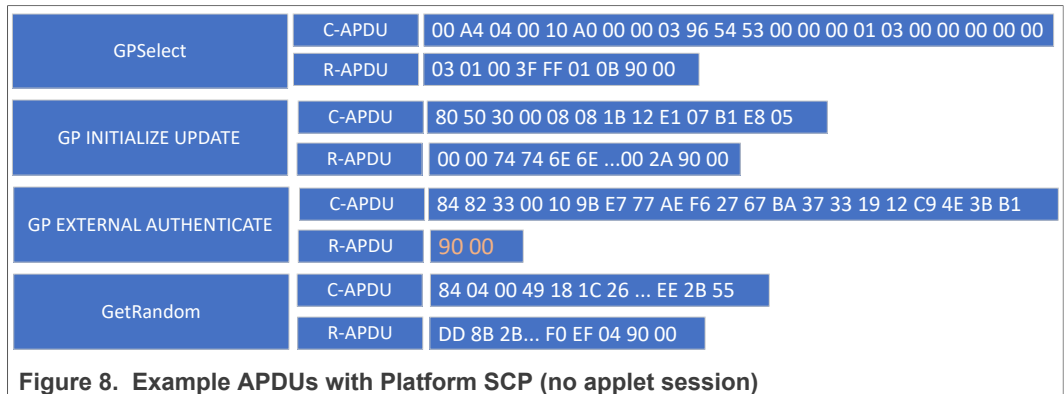 GPSelect
C-APDU
00 A4 04 00 10 A0 00 00 03 96 54 53 00 00 00 01 03 00 00 00 00 00
R-APDU
03 01 00 3F FF 01 0B 90 00
GP INITIALIZE UPDATE
C-APDU
80 50 30 00 08 08 1B 12 E1 07 B1 E8 05
R-APDU
00 00 74 74 6E 6E ...00 2A 90 00
GP EXTERNAL AUTHENTICATE
C-APDU
84 82 33 00 10 9B E7 77 AE F6 27 67 BA 37 33 19 12 C9 4E 3B B1
R-APDU
90 00
GetRandom
C-APDU
84 04 00 49 18 1C 26 ... EE 2B 55
R-APDU
DD 8B 2B... F0 EF 04 90 00
Figure 8. Example APDUs with Platform SCP (no applet session)